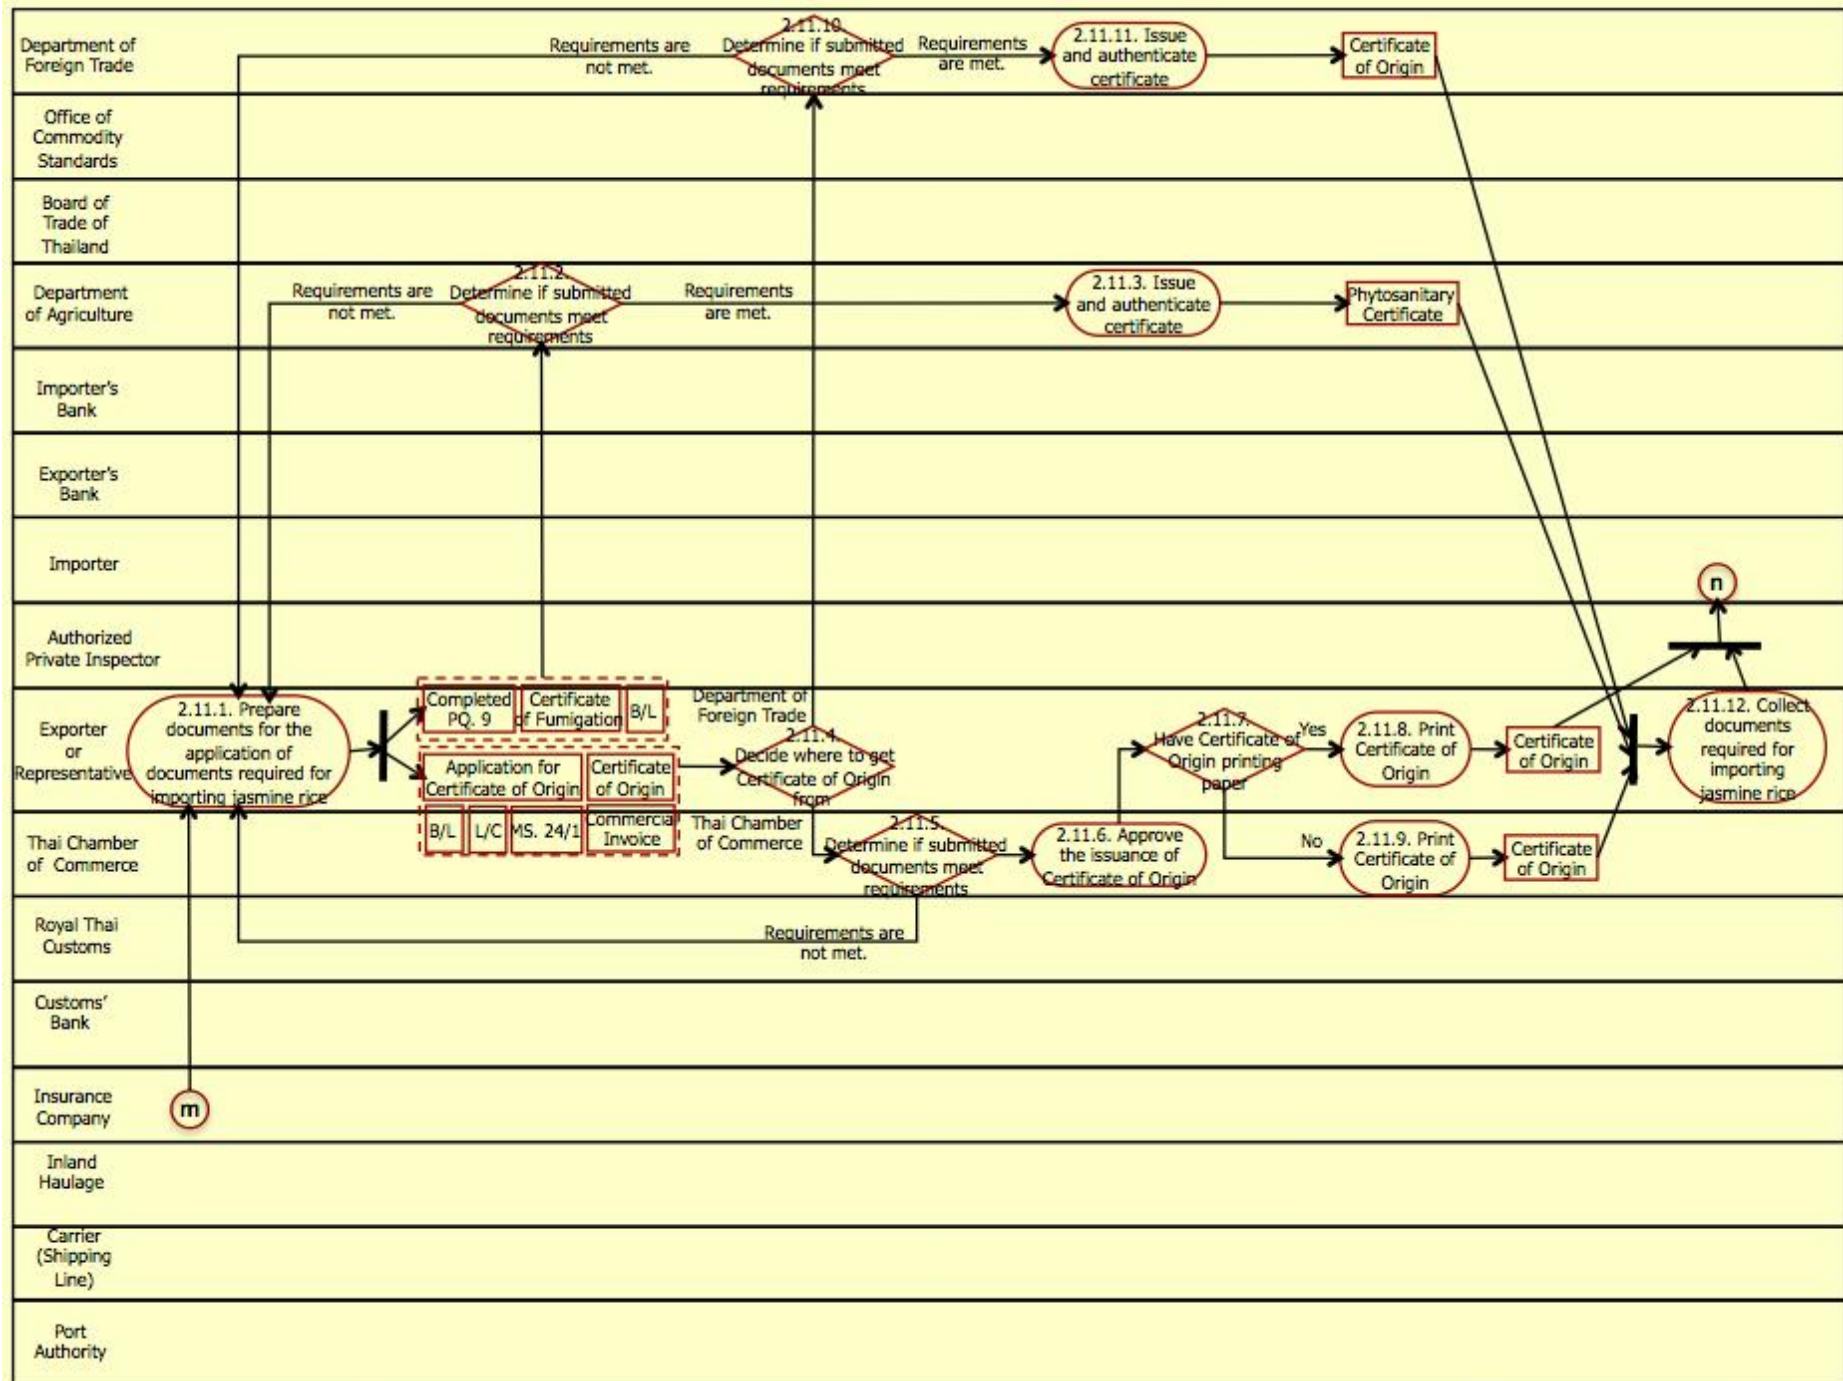 Department of
Foreign Trade
Requirements are
not met.
2.11.10.
Determine if submitted
documents meet
requirements
Requirements
are met.
2.11.11. Issue
and authenticate
certificate
Certificate
of Origin
Office of
Commodity
Standards
Board of
Trade of
Thailand
Department
of Agriculture
Requirements are
not met.
2.11.2.
Determine if submitted
documents meet
requirements
Requirements
are met.
2.11.3. Issue
and authenticate
certificate
Phytosanitary
Certificate
Importer's
Bank
Exporter's
Bank
Importer
n
Authorized
Private Inspector
Exporter
or
Representative
2.11.1. Prepare
documents for the
application of
documents required for
importing jasmine rice
Completed
PQ. 9
Certificate
of Fumigation
B/L
Application for
Certificate of Origin
Certificate
of Origin
B/L
L/C
MS. 24/1
Commercial
Invoice
Department of
Foreign Trade
2.11.4.
Decide where to get
Certificate of Origin
from
2.11.7.
Have Certificate of
Origin printing
paper
Yes
2.11.8. Print
Certificate of
Origin
Certificate
of Origin
2.11.12. Collect
documents
required for
importing
jasmine rice
Thai Chamber
of Commerce
Thai Chamber
of Commerce
2.11.5.
Determine if submitted
documents meet
requirements
2.11.6. Approve
the issuance of
Certificate of Origin
No
2.11.9. Print
Certificate of
Origin
Certificate
of Origin
Royal Thai
Customs
Requirements are
not met.
Customs'
Bank
Insurance
Company
m
Inland
Haulage
Carrier
(Shipping
Line)
Port
Authority